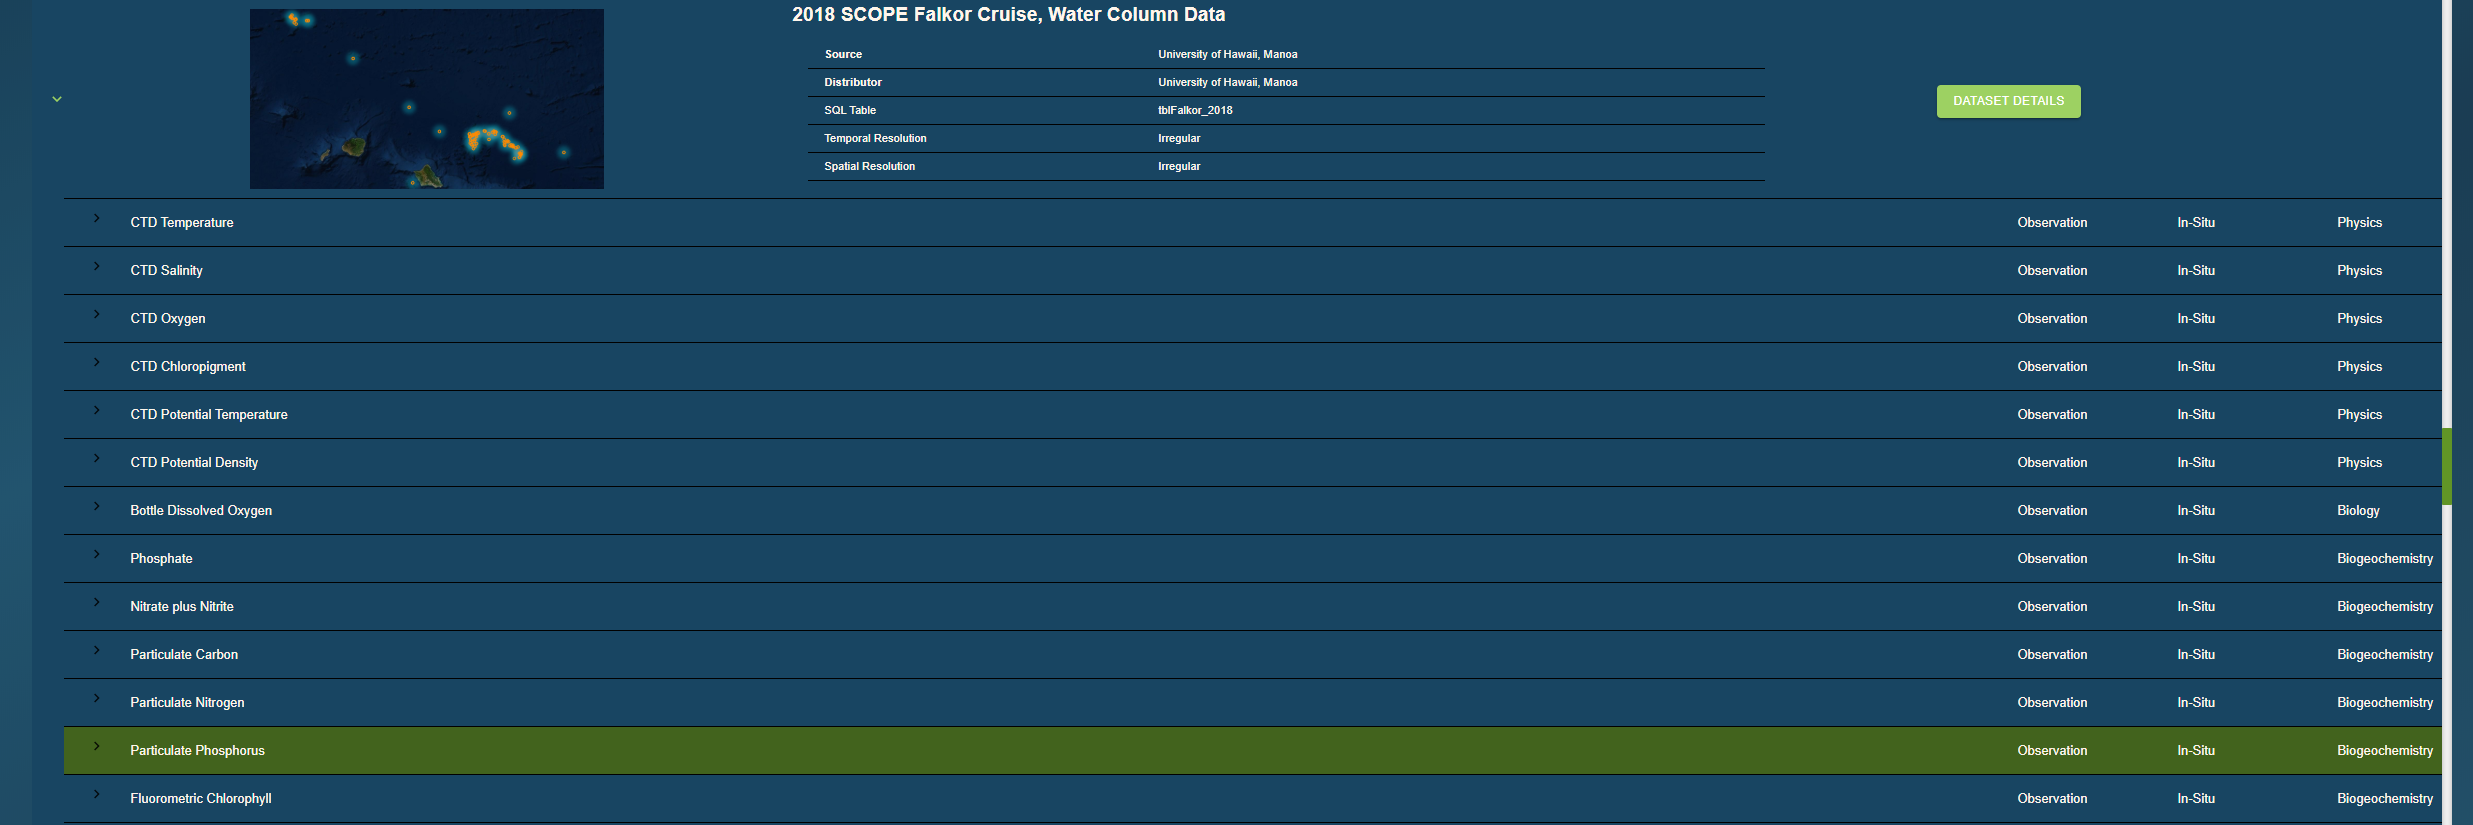 2018 SCOPE Falkor Cruise, Water Column Data
Source University of Hawaii, Manoa
Distributor University of Hawaii, Manoa
SQL Table tblFalkor_2018
Temporal Resolution Irregular
Spatial Resolution Irregular
DATASET DETAILS
CTD Temperature Observation In-Situ Physics
CTD Salinity Observation In-Situ Physics
CTD Oxygen Observation In-Situ Physics
CTD Chloropigment Observation In-Situ Physics
CTD Potential Temperature Observation In-Situ Physics
CTD Potential Density Observation In-Situ Physics
Bottle Dissolved Oxygen Observation In-Situ Biology
Phosphate Observation In-Situ Biogeochemistry
Nitrate plus Nitrite Observation In-Situ Biogeochemistry
Particulate Carbon Observation In-Situ Biogeochemistry
Particulate Nitrogen Observation In-Situ Biogeochemistry
Particulate Phosphorus Observation In-Situ Biogeochemistry
Fluorometric Chlorophyll Observation In-Situ Biogeochemistry